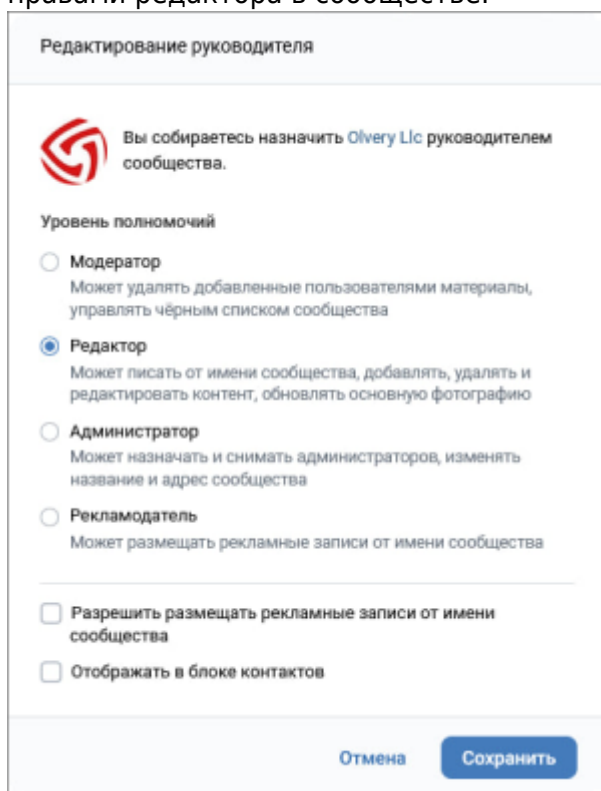 правами редактора в сообществе.
Редактирование руководителя
Вы собираетесь назначить Olvery Llc руководителем
сообщества.
Уровень полномочий
Модератор
Может удалять добавленные пользователями материалы,
управлять чёрным списком сообщества
Редактор
Может писать от имени сообщества, добавлять, удалять и
редактировать контент, обновлять основную фотографию
Администратор
Может назначать и снимать администраторов, изменять
название и адрес сообщества
Рекламодатель
Может размещать рекламные записи от имени сообщества
Разрешить размещать рекламные записи от имени
сообщества
Отображать в блоке контактов
Отмена
Сохранить